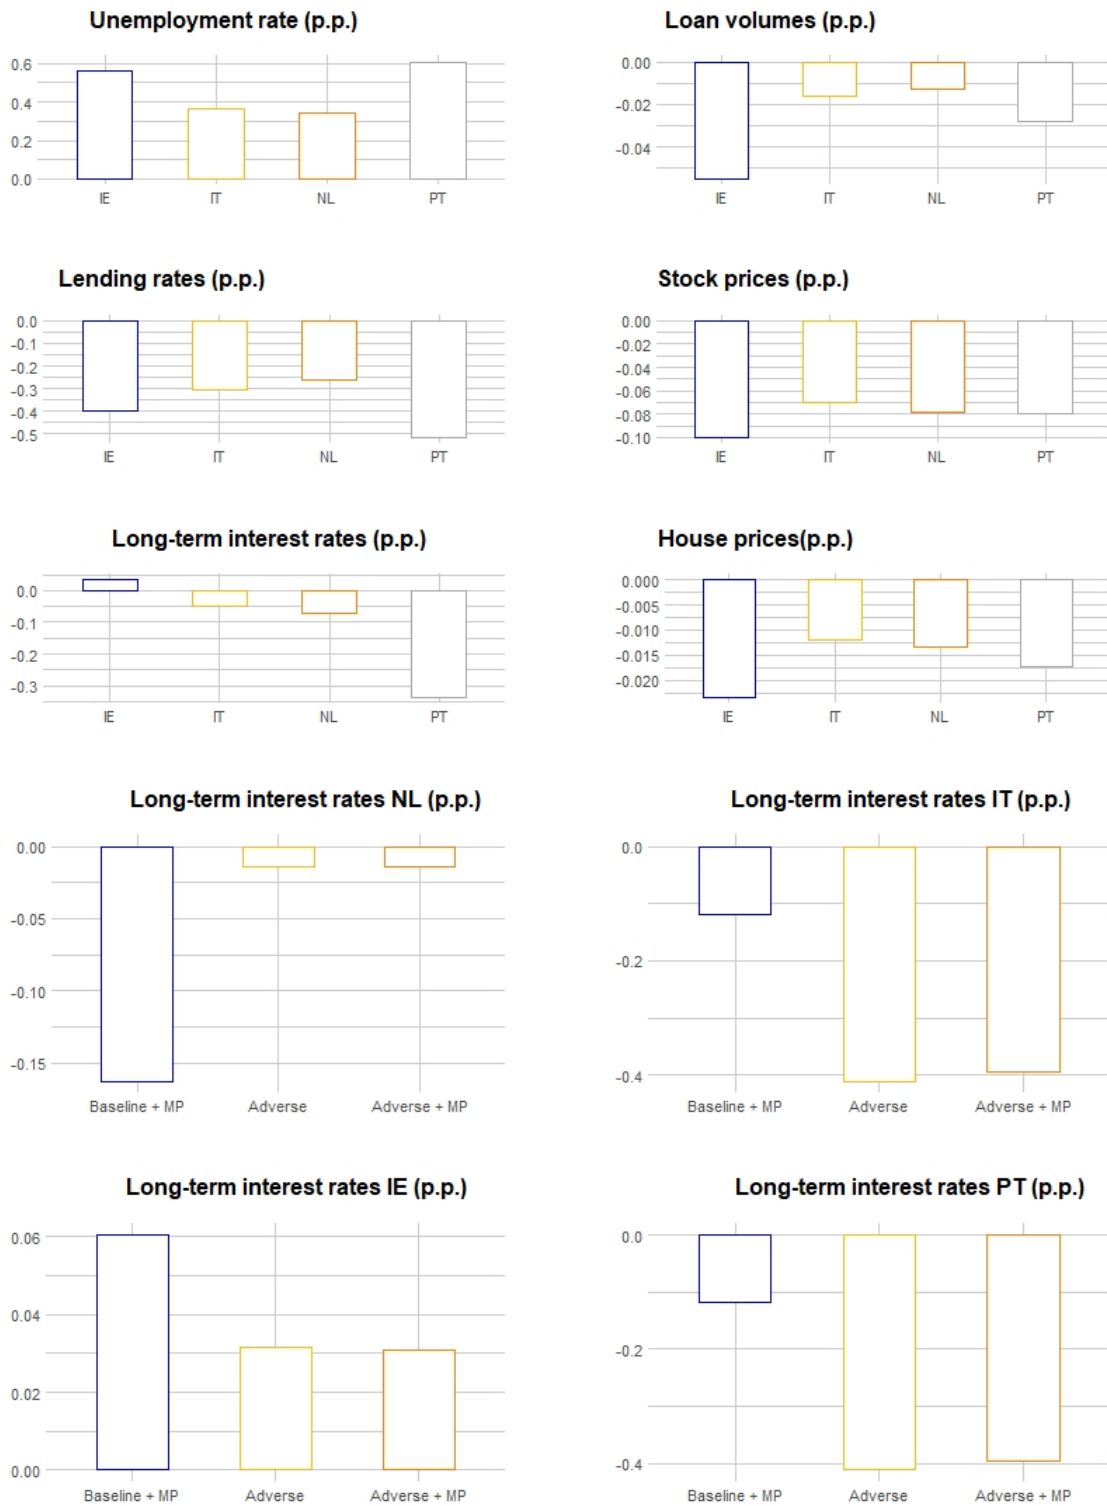 Unemployment rate (p.p.)
0.6
0.4
0.2
0.0
IE IT NL PT
Loan volumes (p.p.)
0.00
-0.02
-0.04
IE IT NL PT
Lending rates (p.p.)
0.0
-0.1
-0.2
-0.3
-0.4
-0.5
IE IT NL PT
Stock prices (p.p.)
0.00
-0.02
-0.04
-0.06
-0.08
-0.10
IE IT NL PT
Long-term interest rates (p.p.)
0.0
-0.1
-0.2
-0.3
IE IT NL PT
House prices(p.p.)
0.000
-0.005
-0.010
-0.015
-0.020
IE IT NL PT
Long-term interest rates NL (p.p.)
0.00
-0.05
-0.10
-0.15
Baseline + MP Adverse Adverse + MP
Long-term interest rates IT (p.p.)
0.0
-0.2
-0.4
Baseline + MP Adverse Adverse + MP
Long-term interest rates IE (p.p.)
0.06
0.04
0.02
0.00
Baseline + MP Adverse Adverse + MP
Long-term interest rates PT (p.p.)
0.0
-0.2
-0.4
Baseline + MP Adverse Adverse + MP